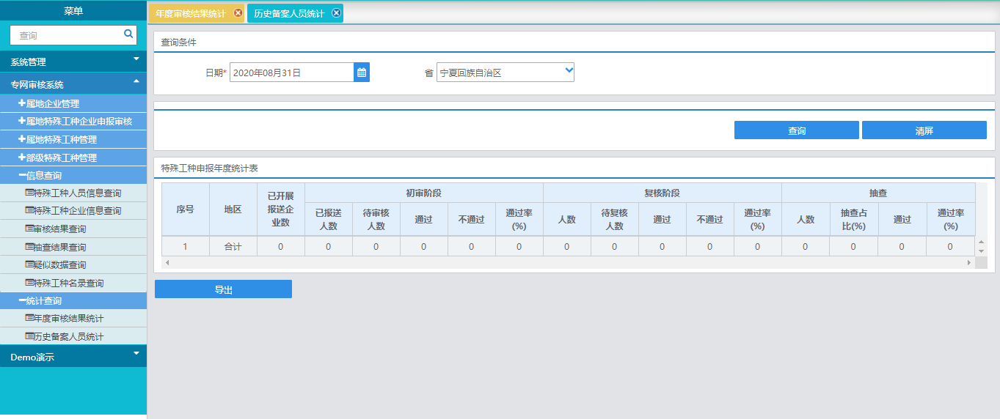 菜单
查询
系统管理
专网审核系统
属地企业管理
属地特殊工种企业申报审核
属地特殊工种管理
部级特殊工种管理
信息查询
特殊工种人员信息查询
特殊工种企业信息查询
审核结果查询
抽查结果查询
疑似数据查询
特殊工种名录查询
统计查询
年度审核结果统计
历史备案人员统计
Demo演示
年度审核结果统计 历史备案人员统计
查询条件
日期* 2020年08月31日 省 宁夏回族自治区
查询 清屏
特殊工种申报年度统计表
序号 地区 已开展报送企业数 初审阶段 复核阶段 抽查
已报送人数 待审核人数 通过 不通过 通过率(%) 人数 待复核人数 通过 不通过 通过率(%) 人数 抽查占比(%) 通过 通过率(%)
1 合计 0 0 0 0 0 0 0 0 0 0 0 0 0 0 0
导出